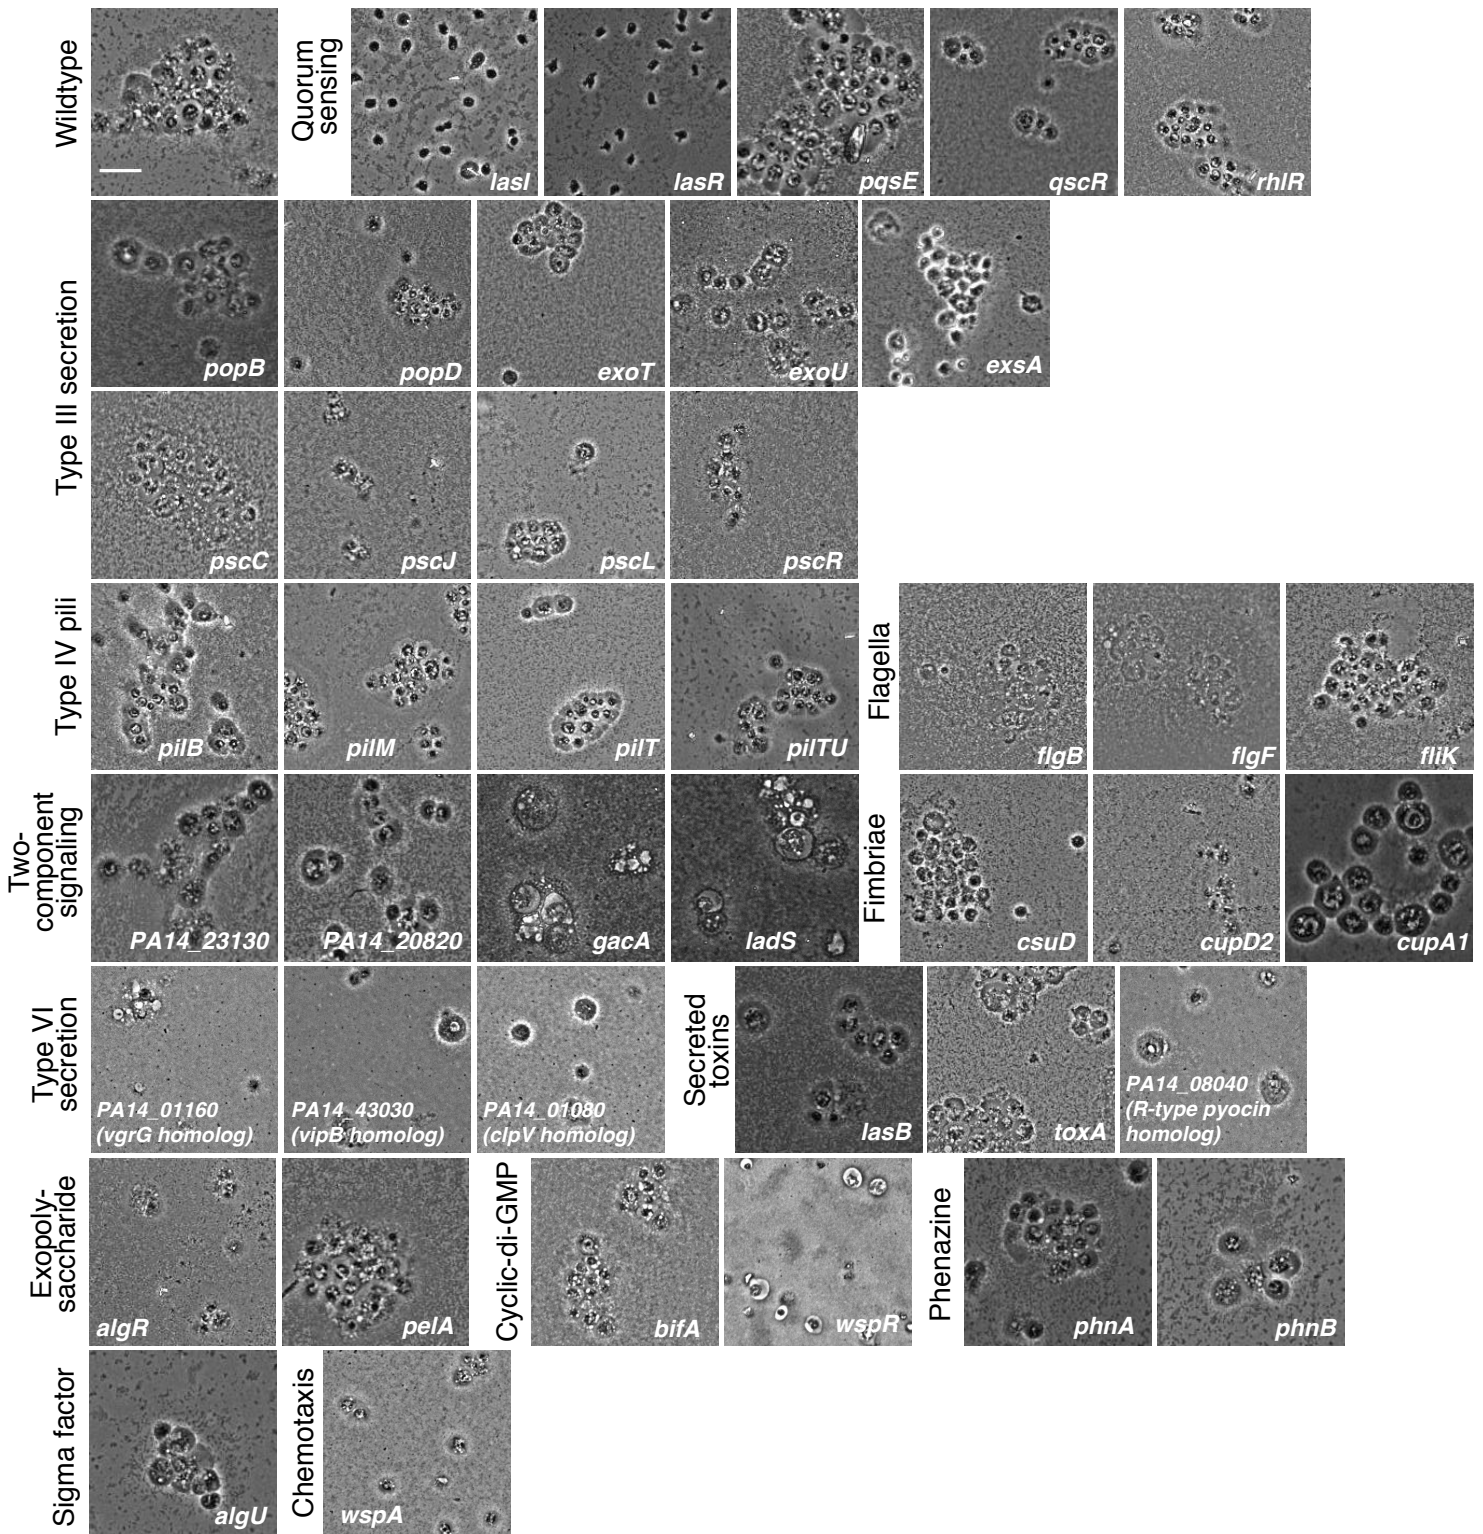 Wildtype
Quorum
sensing
lasI
lasR
pqsE
qscR
rhlR
Type III secretion
popB
popD
exoT
exoU
exsA
pscC
pscJ
pscL
pscR
Type IV pili
pilB
pilM
pilT
pilTU
Flagella
flgB
flgF
fliK
Two-
component
signaling
PA14_23130
PA14_20820
gacA
ladS
Fimbriae
csuD
cupD2
cupA1
Type VI
secretion
PA14_01160
(vgrG homolog)
PA14_43030
(vipB homolog)
PA14_01080
(clpV homolog)
Secreted
toxins
lasB
toxA
PA14_08040
(R-type pyocin
homolog)
Exopoly-
saccharide
algR
pelA
Cyclic-di-GMP
bifA
wspR
Phenazine
phnA
phnB
Sigma factor
algU
Chemotaxis
wspA